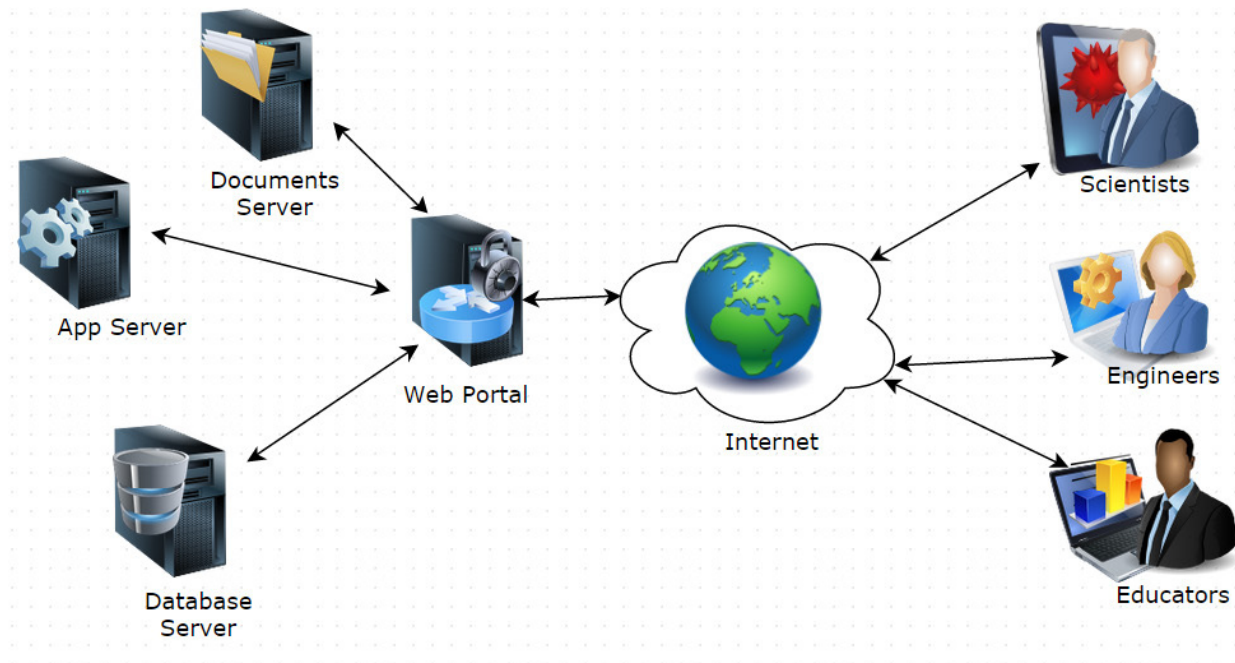 Documents
Server
Scientists
App Server
Web Portal
Internet
Engineers
Database
Server
Educators